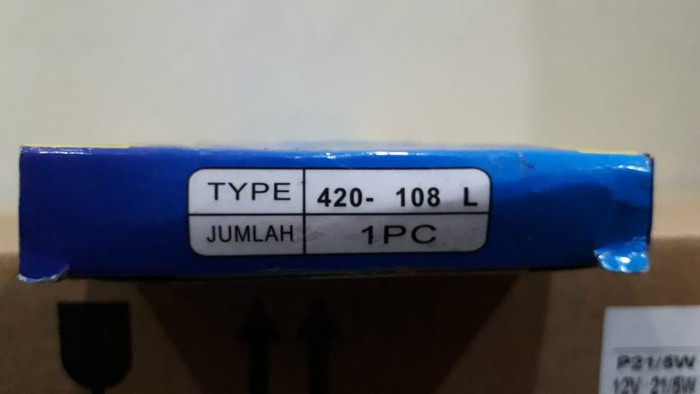 TYPE 420- 108 L
JUMLAH 1PC
P21/5W
12V 21/5W